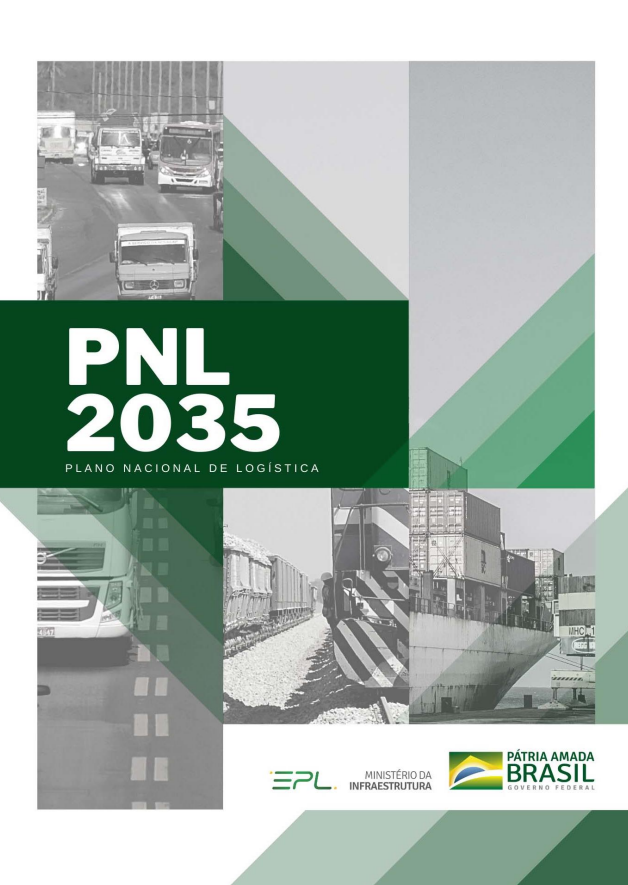 PNL
2035
PLANO NACIONAL DE LOGÍSTICA
EPL
MINISTÉRIO DA
INFRAESTRUTURA
PÁTRIA AMADA
BRASIL
GOVERNO FEDERAL